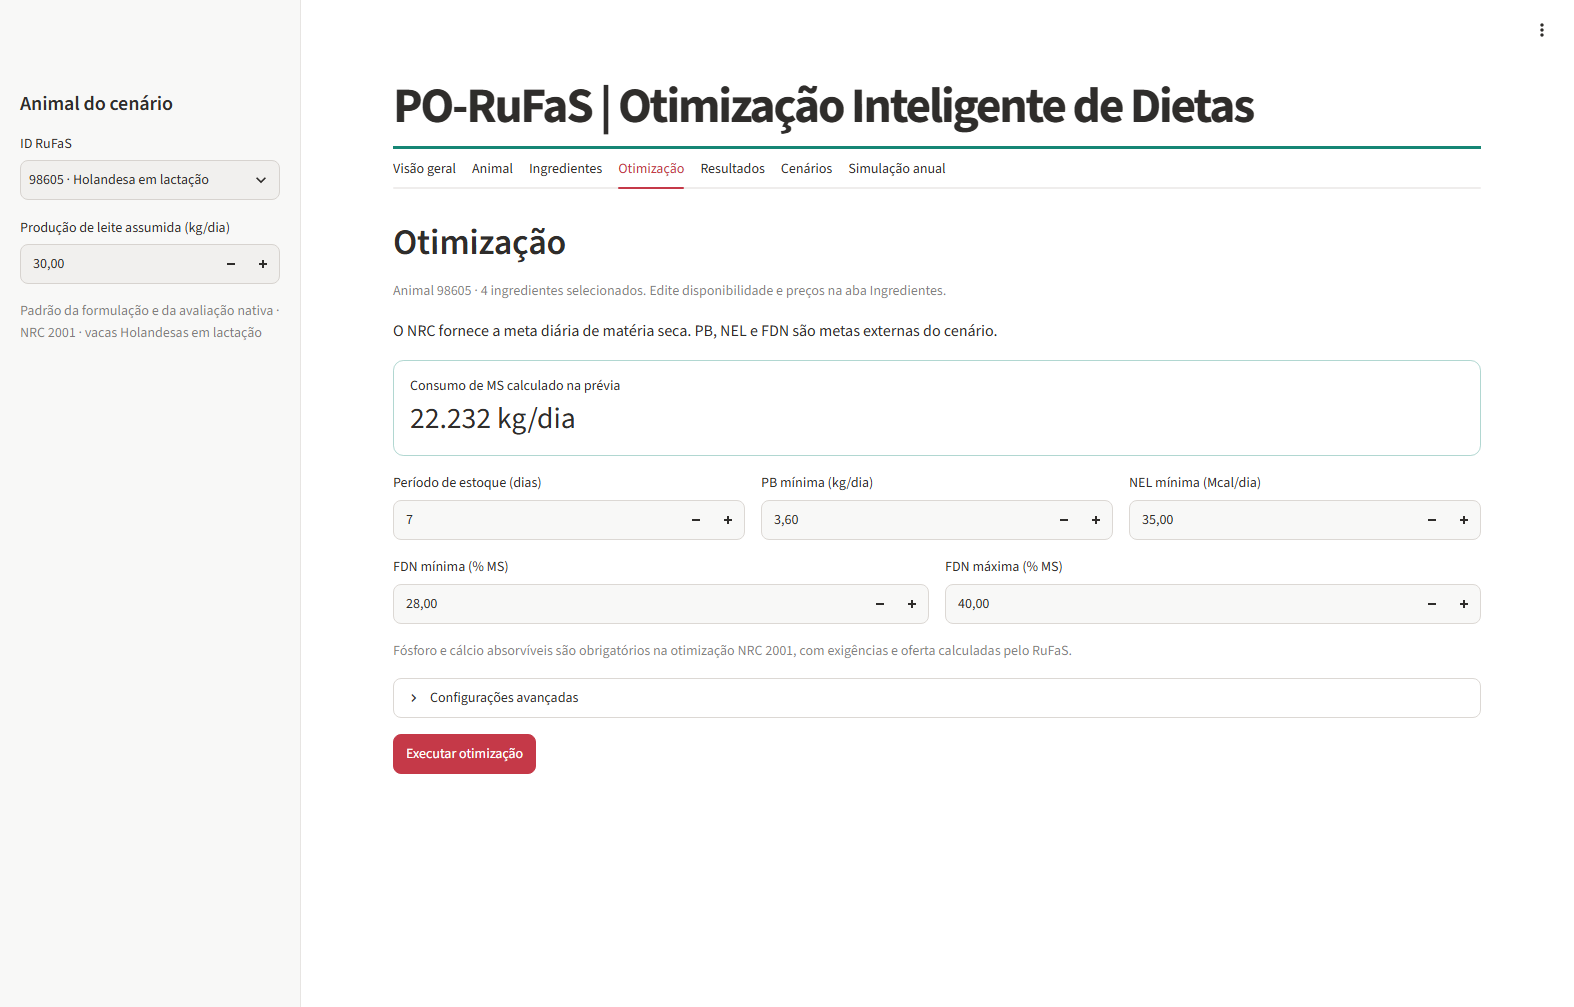 Animal do cenário
ID RuFaS
98605 · Holandesa em lactação
Produção de leite assumida (kg/dia)
30,00
Padrão da formulação e da avaliação nativa ·
NRC 2001 · vacas Holandesas em lactação
PO-RuFaS | Otimização Inteligente de Dietas
Visão geral Animal Ingredientes Otimização Resultados Cenários Simulação anual
Otimização
Animal 98605 · 4 ingredientes selecionados. Edite disponibilidade e preços na aba Ingredientes.
O NRC fornece a meta diária de matéria seca. PB, NEL e FDN são metas externas do cenário.
Consumo de MS calculado na prévia
22.232 kg/dia
Período de estoque (dias) PB mínima (kg/dia) NEL mínima (Mcal/dia)
7 3,60 35,00
FDN mínima (% MS) FDN máxima (% MS)
28,00 40,00
Fósforo e cálcio absorvíveis são obrigatórios na otimização NRC 2001, com exigências e oferta calculadas pelo RuFaS.
Configurações avançadas
Executar otimização